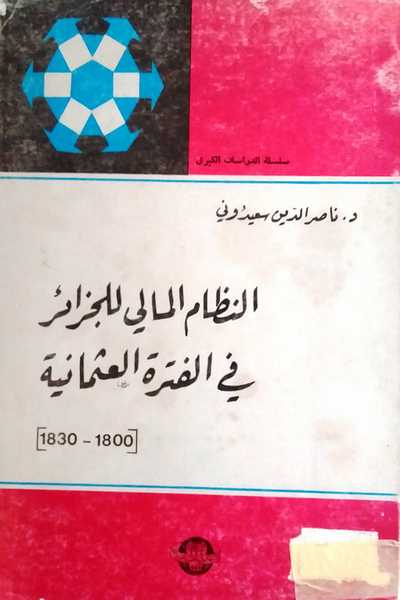 سلسلة الدراسات الكبرى
د. ناصر الدين سعيدوني
النظام المالي للجزائر
في الفترة العثمانية
[1830 - 1800]